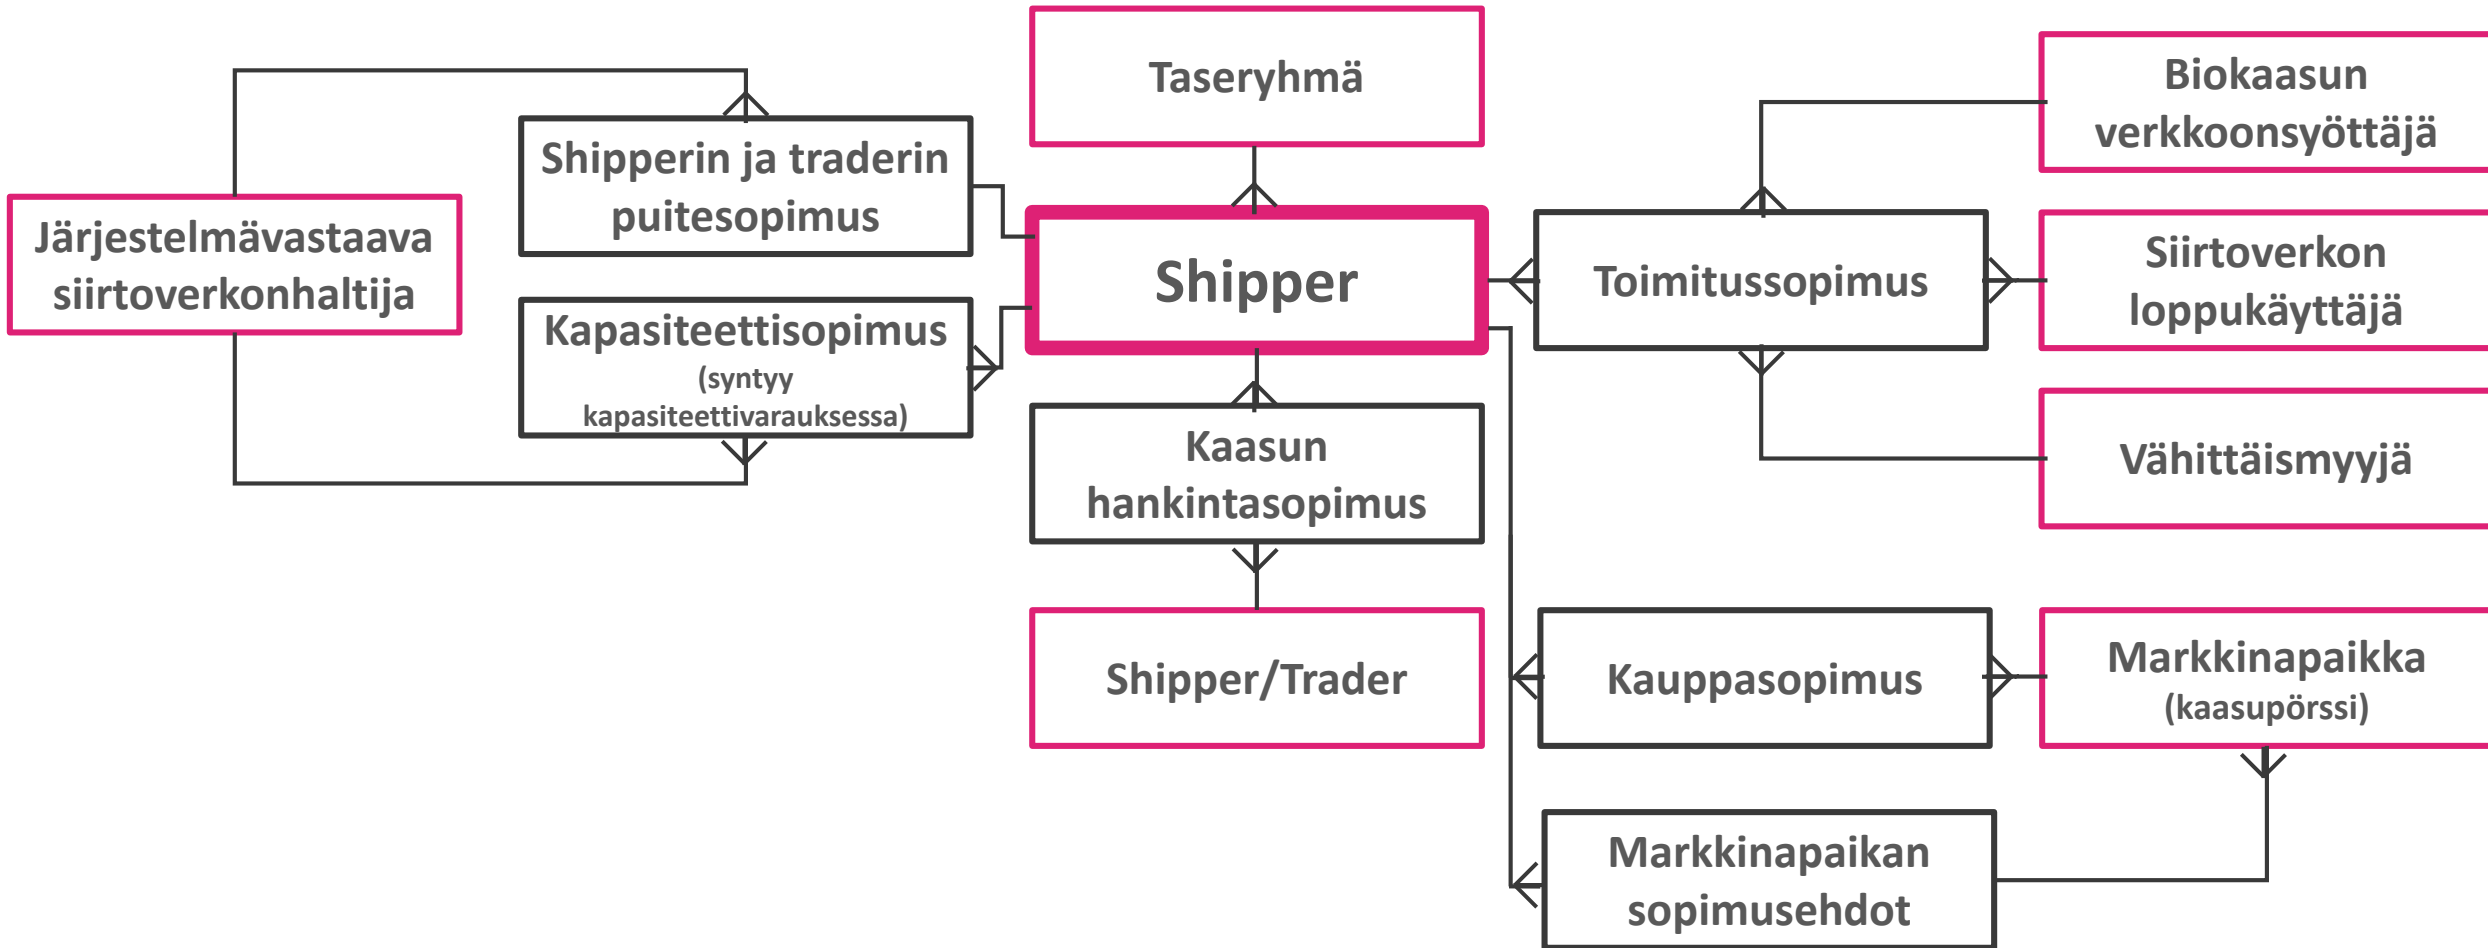 Taseryhmä
Biokaasun
verkkoonsyöttäjä
Shipperin ja traderin
puitesopimus
Järjestelmävastaava
siirtoverkonhaltija
Shipper
Toimitussopimus
Siirtoverkon
loppukäyttäjä
Kapasiteettisopimus
(syntyy
kapasiteettivarauksessa)
Kaasun
hankintasopimus
Vähittäismyyjä
Shipper/Trader
Kauppasopimus
Markkinapaikka
(kaasupörssi)
Markkinapaikan
sopimusehdot